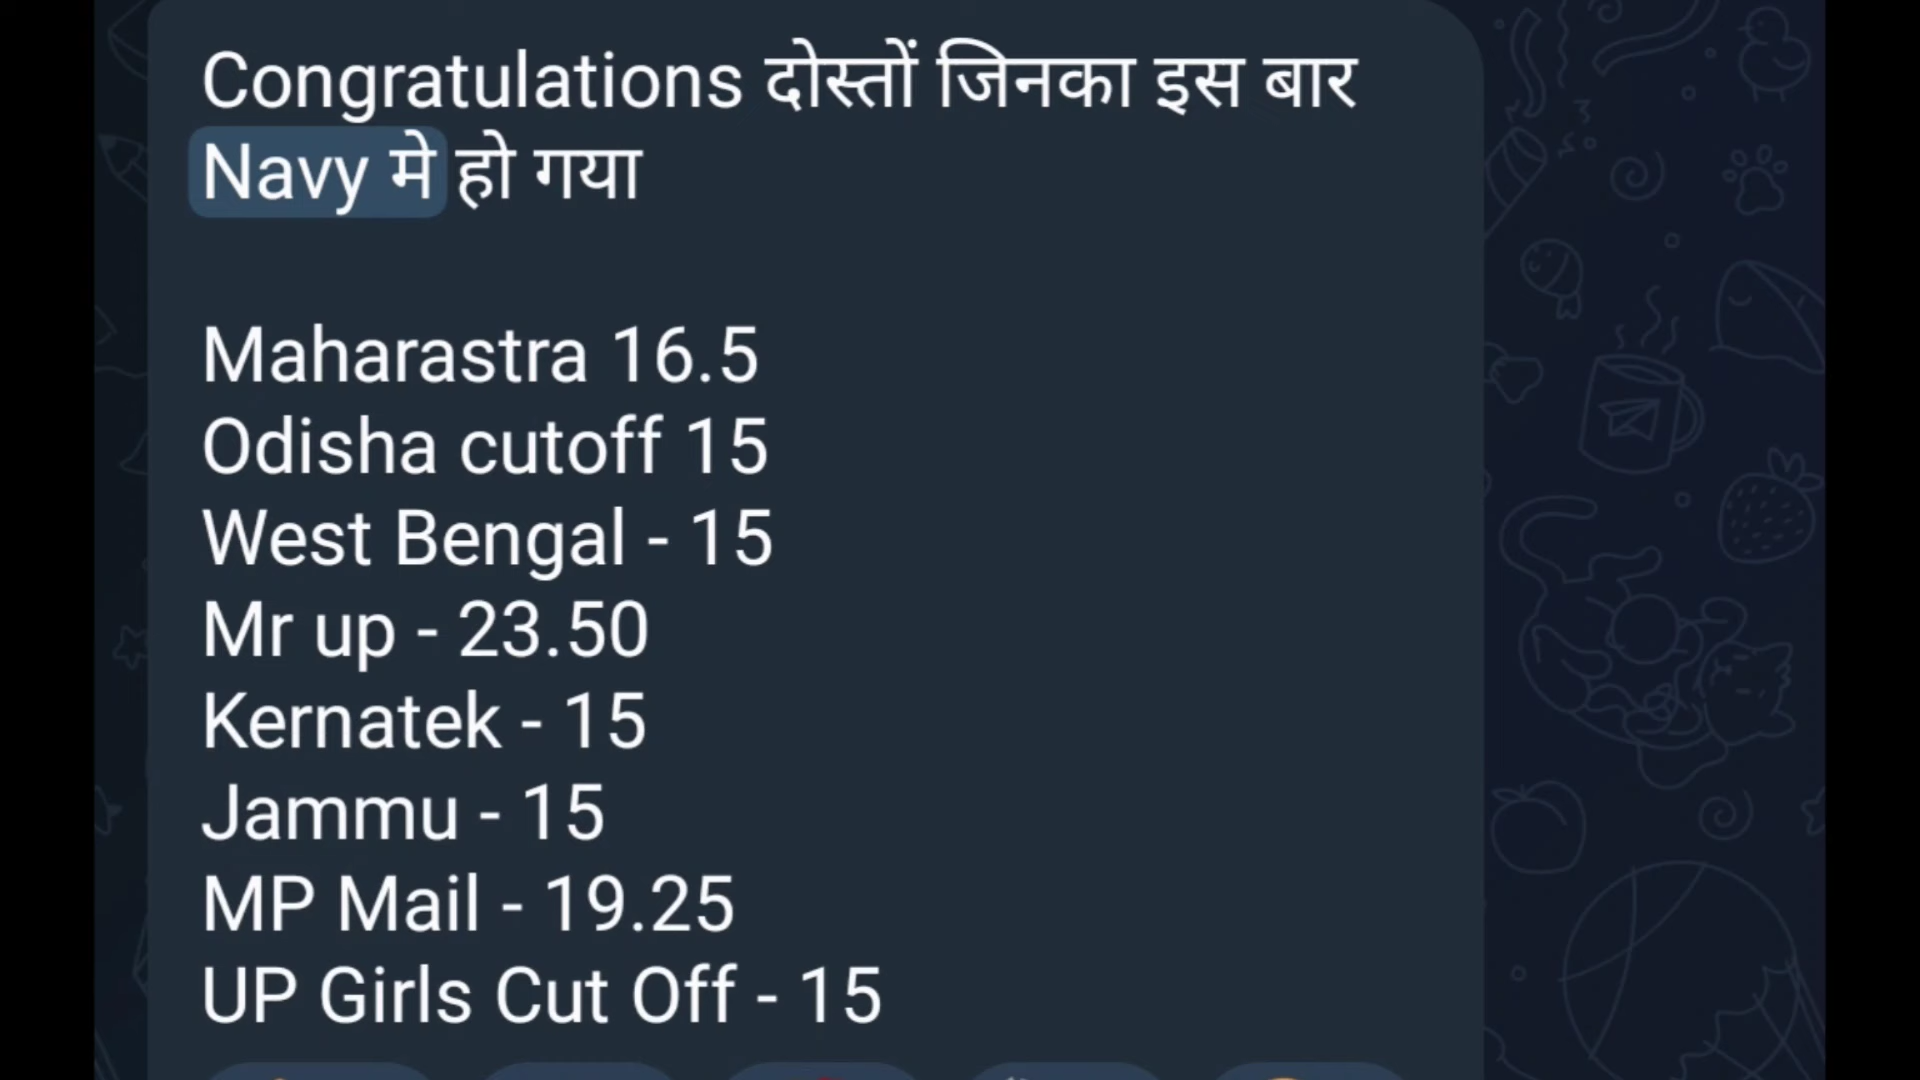 Congratulations दोस्तों जिनका इस बार
Navy मे हो गया
Maharastra 16.5
Odisha cutoff 15
West Bengal - 15
Mr up - 23.50
Kernatek - 15
Jammu - 15
MP Mail - 19.25
UP Girls Cut Off - 15